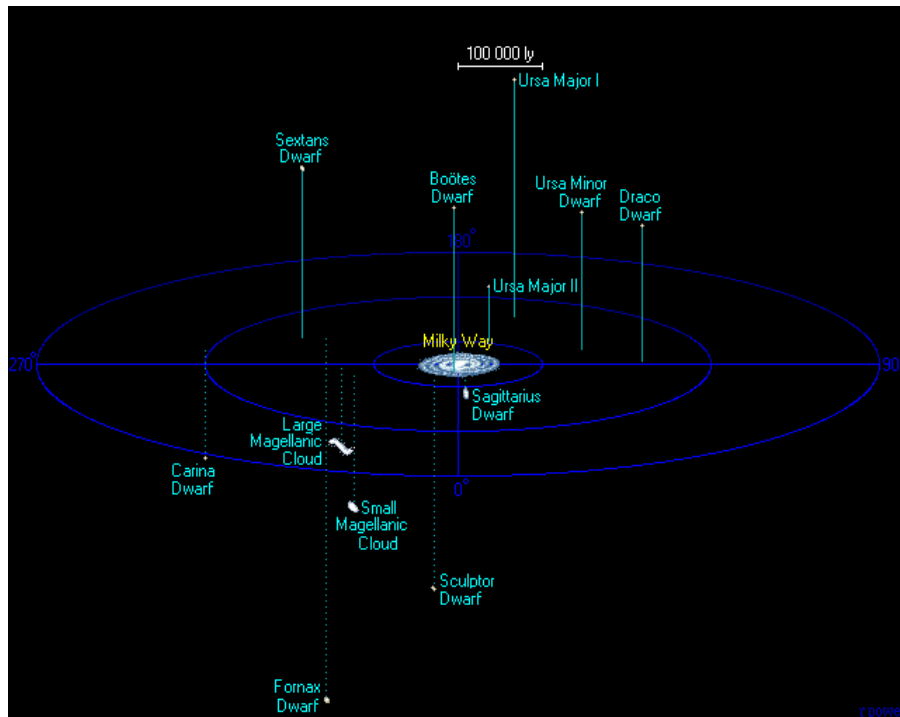 100 000 ly
Ursa Major I
Sextans
Dwarf
Boötes
Dwarf
Ursa Minor
Dwarf
Draco
Dwarf
180°
Ursa Major II
Milky Way
270°
90°
Sagittarius
Dwarf
Large
Magellanic
Cloud
Carina
Dwarf
0°
Small
Magellanic
Cloud
Sculptor
Dwarf
Fornax
Dwarf